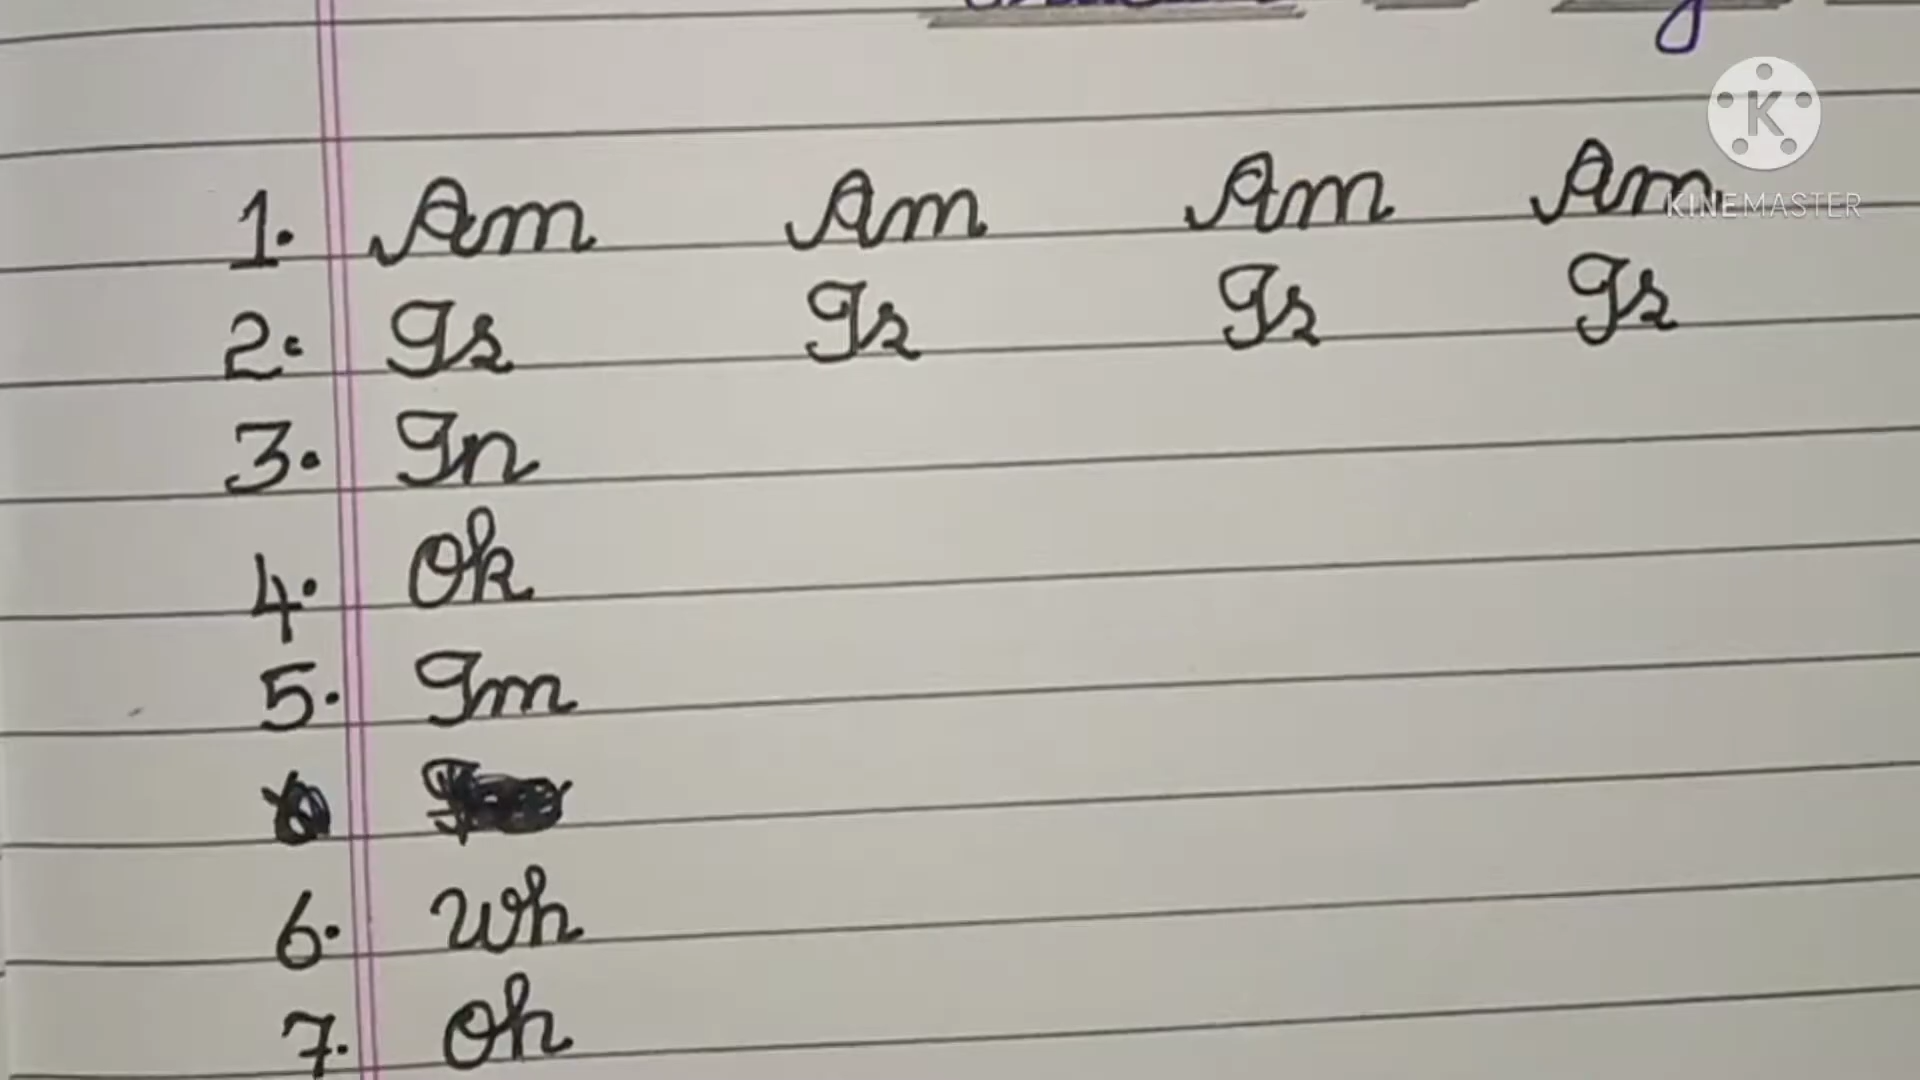 K
KINEMASTER
1. Am Am Am Am
2. Is Is Is Is
3. In
4. Ok
5. Im
6. Wh
7. Oh